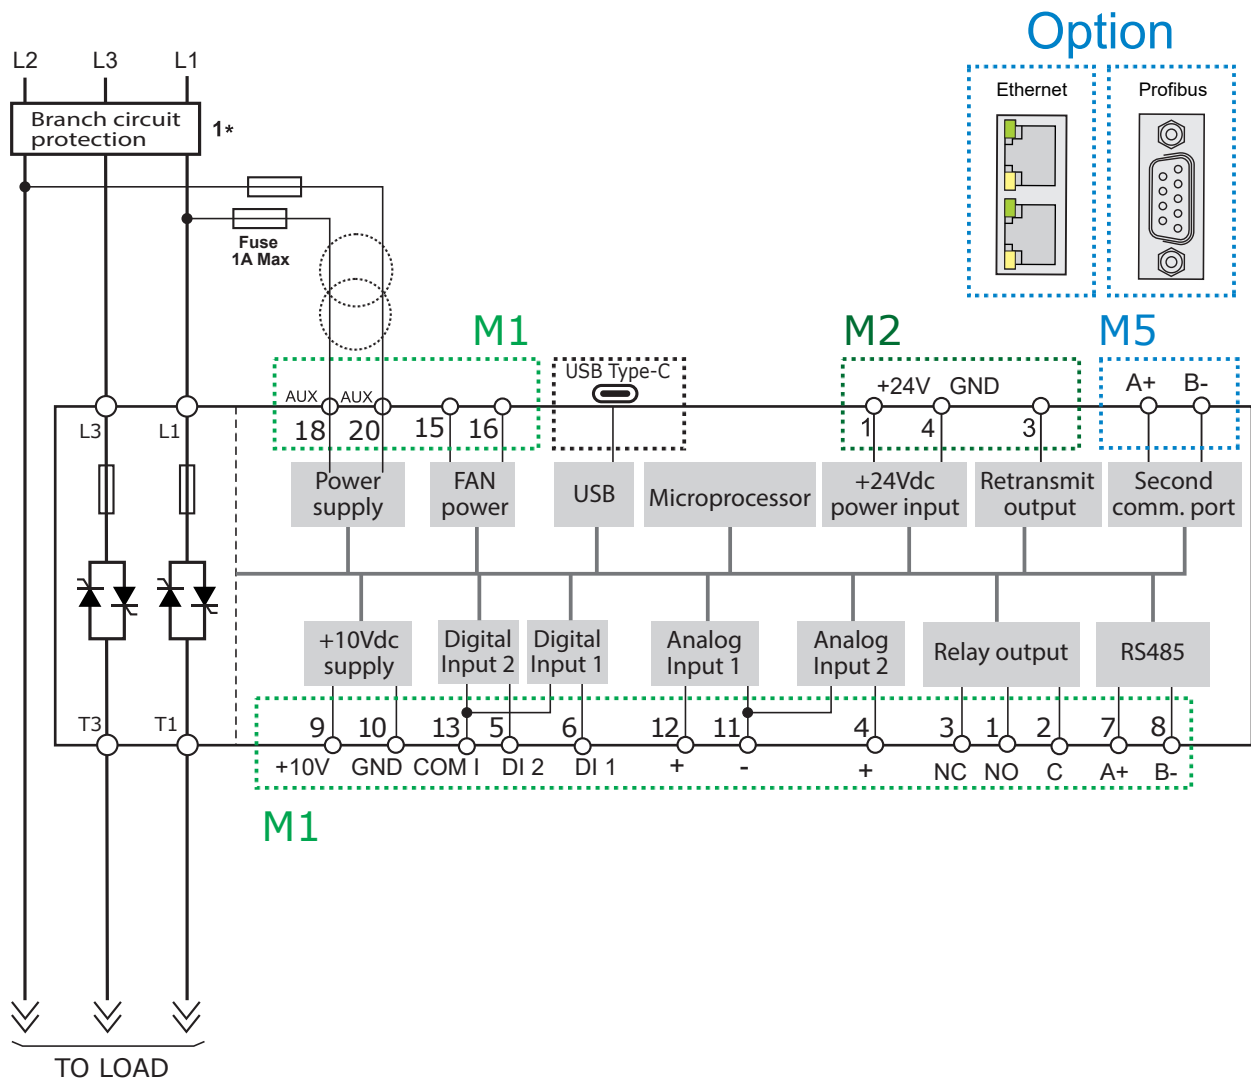 Option
L2 L3 L1
Ethernet Profibus
Branch circuit
protection
1*
Fuse
1A Max
M1 M2 M5
USB Type-C
+24V GND A+ B-
AUX AUX
L3 L1 18 20 15 16 1 4 3
Power
supply
FAN
power
USB
Microprocessor
+24Vdc
power input
Retransmit
output
Second
comm. port
+10Vdc
supply
Digital
Input 2
Digital
Input 1
Analog
Input 1
Analog
Input 2
Relay output
RS485
T3 T1 9 10 13 5 6 12 11 4 3 1 2 7 8
+10V GND COM I DI 2 DI 1 + - + NC NO C A+ B-
M1
TO LOAD